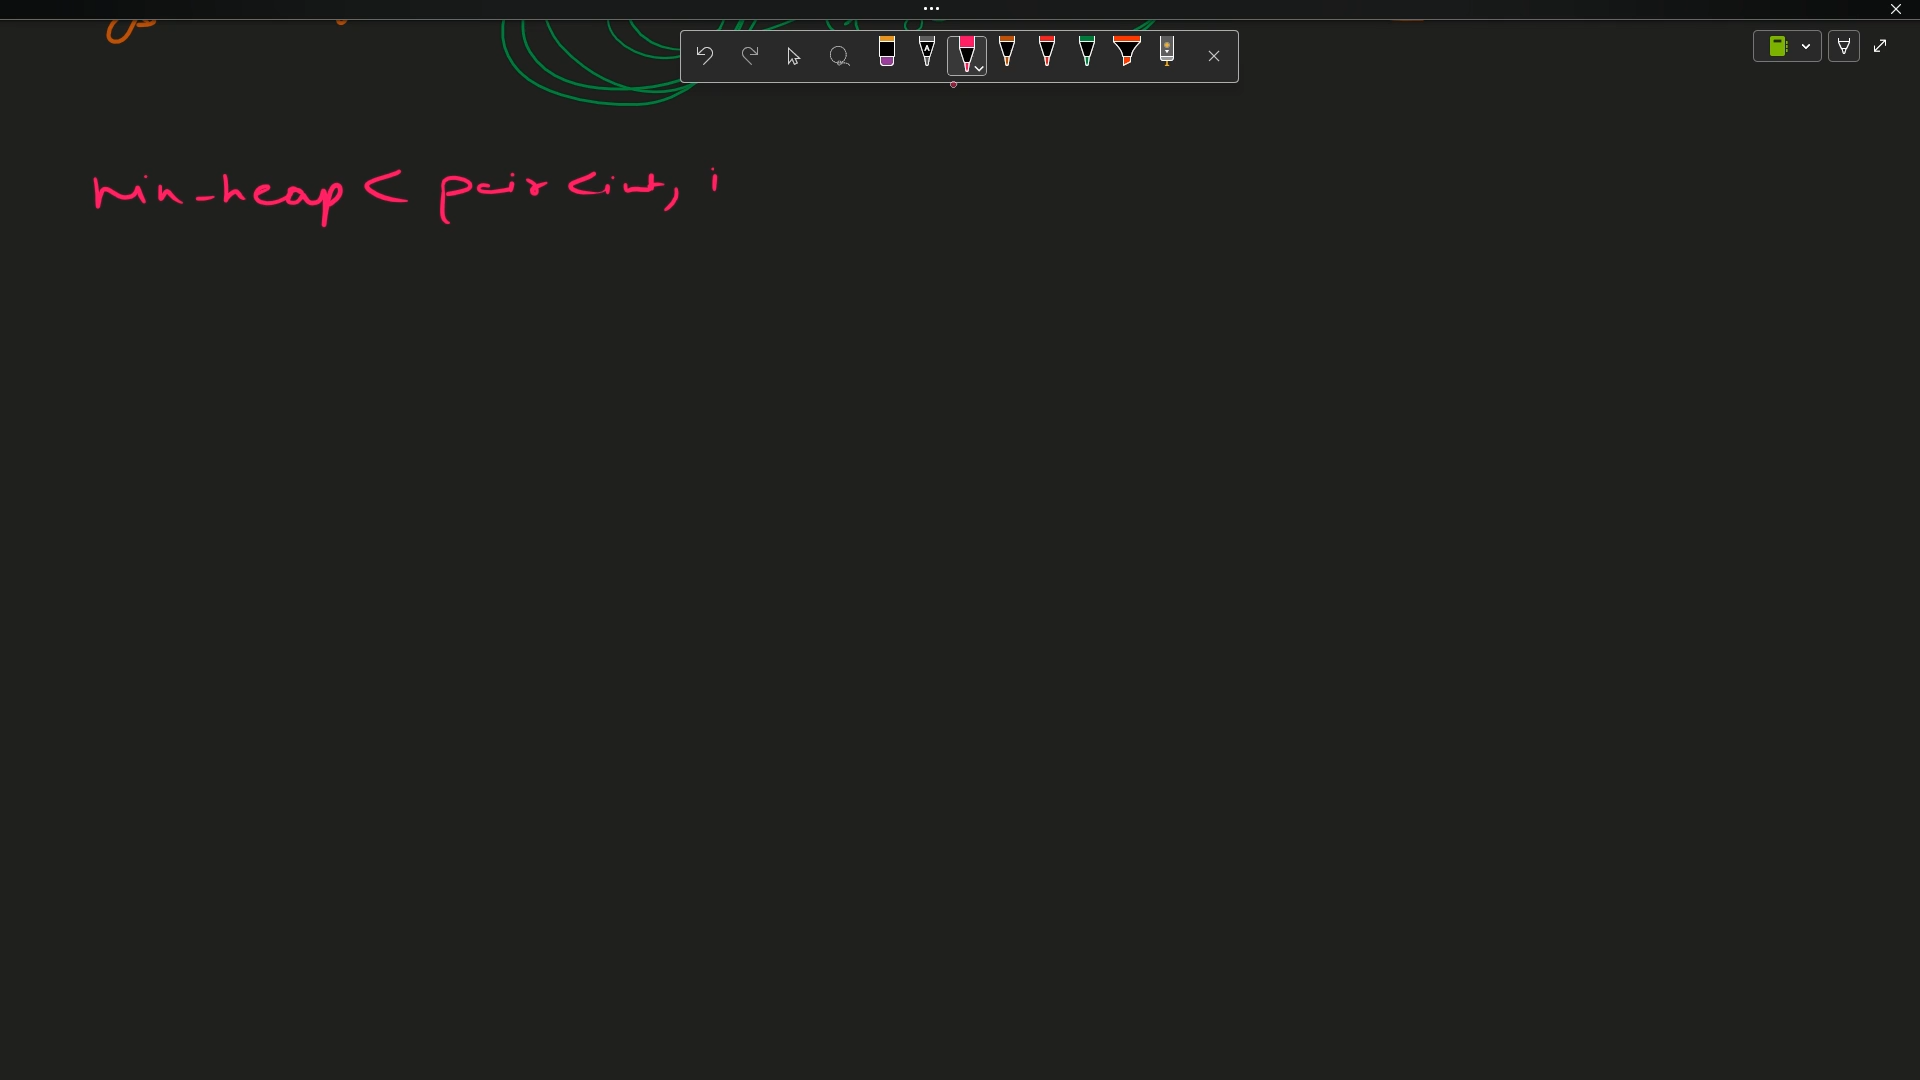 min-heap < pair <int, i